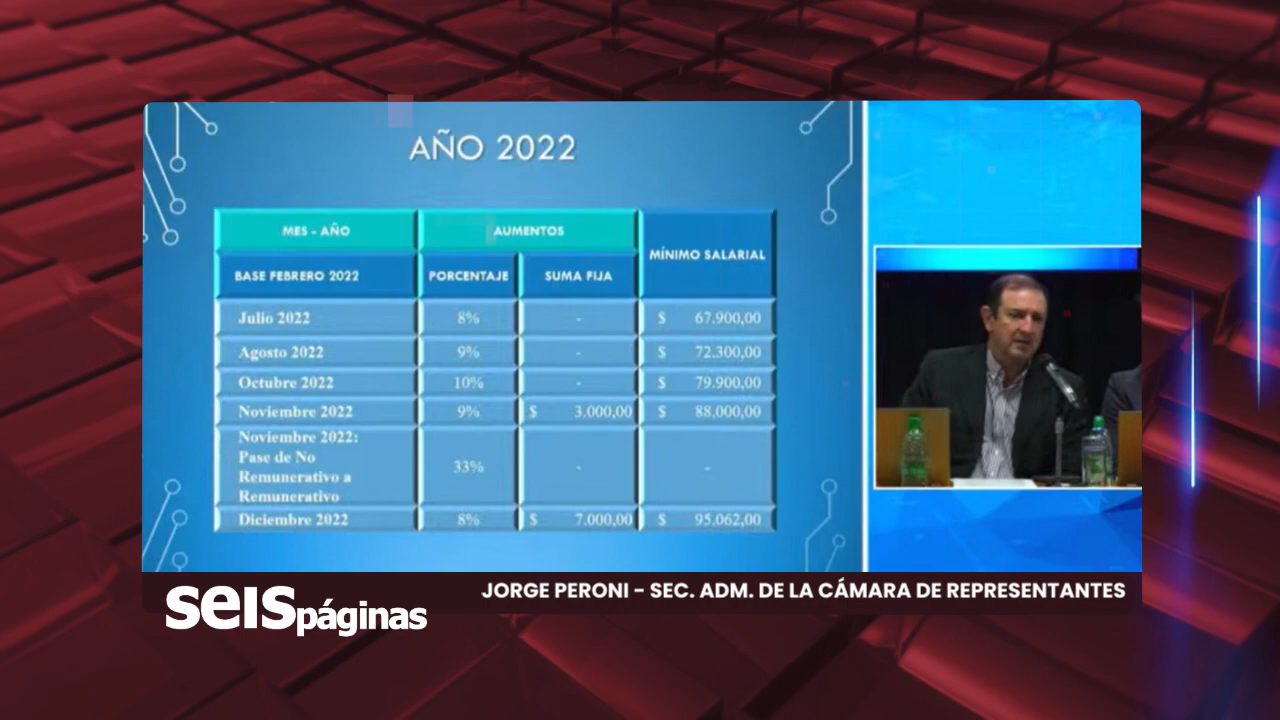 AÑO 2022
MES - AÑO AUMENTOS MÍNIMO SALARIAL
BASE FEBRERO 2022 PORCENTAJE SUMA FIJA
Julio 2022 8% - $ 67.900,00
Agosto 2022 9% - $ 72.300,00
Octubre 2022 10% - $ 79.900,00
Noviembre 2022 9% $ 3.000,00 $ 88.000,00
Noviembre 2022:
Pase de No
Remunerativo a
Remunerativo
33% - -
Diciembre 2022 8% $ 7.000,00 $ 95.062,00
seis páginas
JORGE PERONI – SEC. ADM. DE LA CÁMARA DE REPRESENTANTES